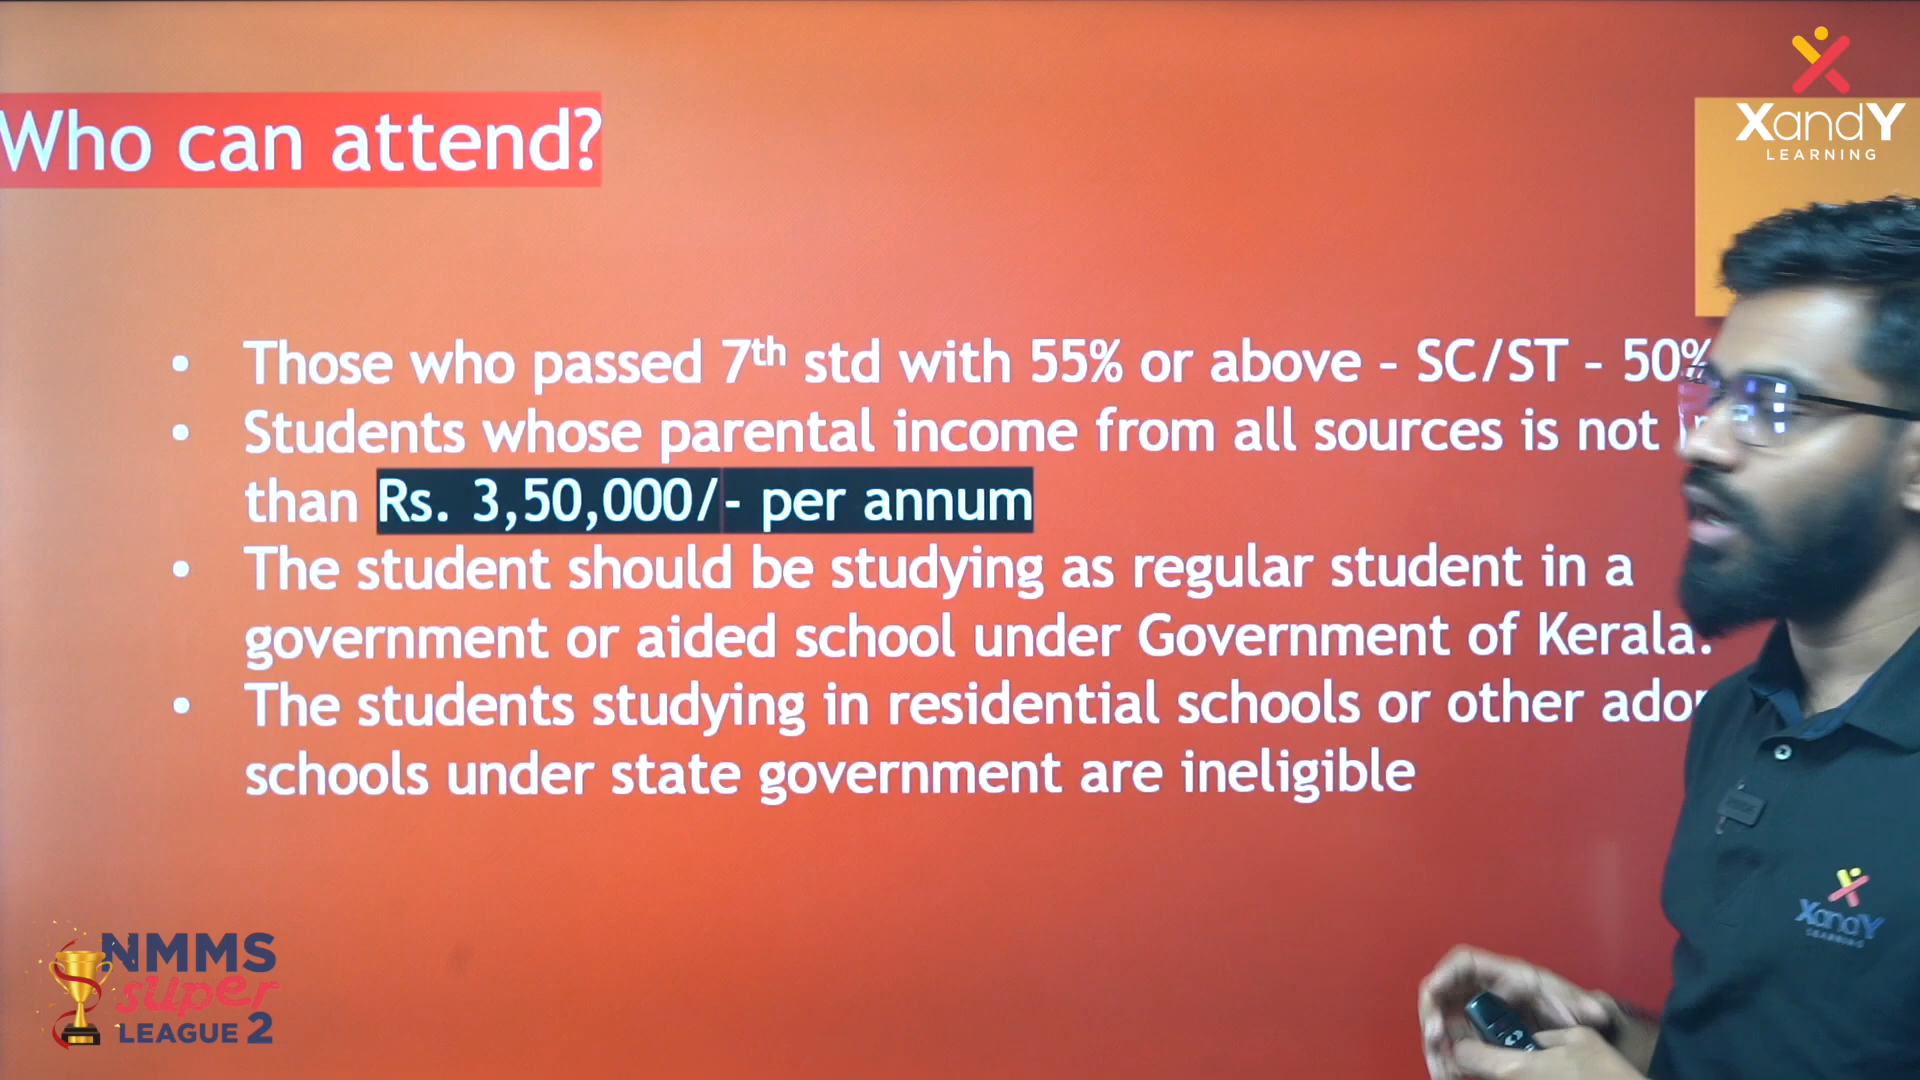 XandY
LEARNING
Who can attend?
• Those who passed 7th std with 55% or above – SC/ST – 50%
• Students whose parental income from all sources is not
than Rs. 3,50,000/- per annum
• The student should be studying as regular student in a
government or aided school under Government of Kerala.
• The students studying in residential schools or other
schools under state government are ineligible
XandY
LEARNING
NMMS
super
LEAGUE 2